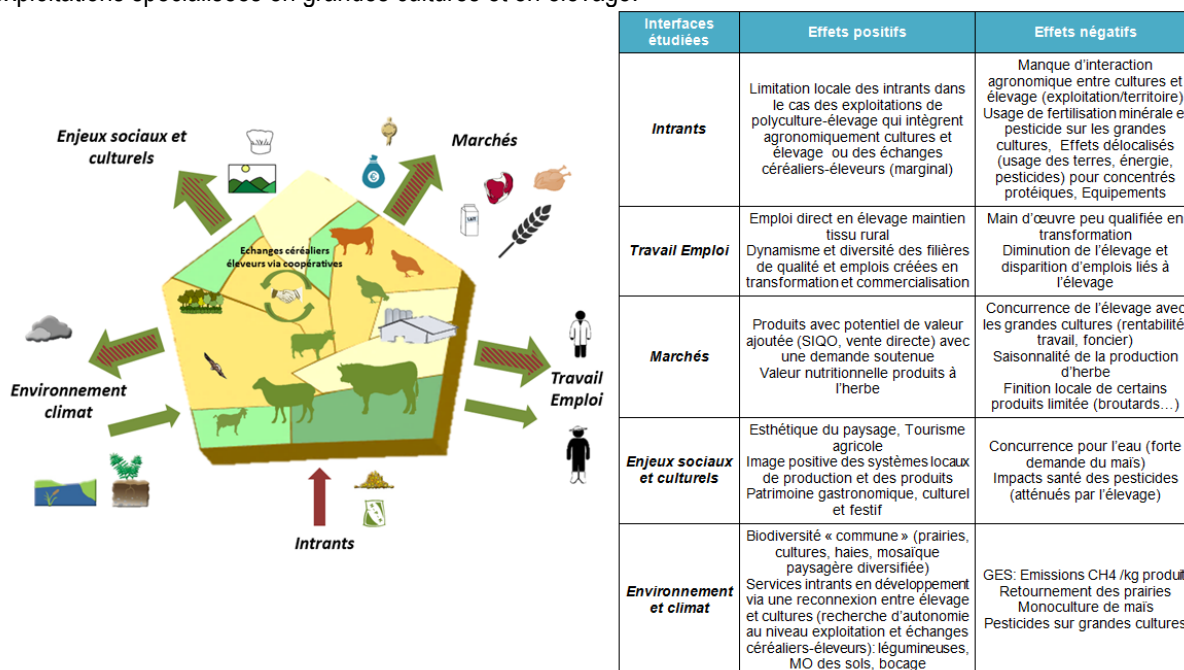 exploitations spécialisées en grandes cultures et en élevage.
Enjeux sociaux et
culturels
Marchés
LAIT
Echanges céréaliers
éleveurs via coopératives
Environnement
climat
Travail
Emploi
Intrants
Interfaces
étudiées
Effets positifs
Effets négatifs
Intrants
Limitation locale des intrants dans
le cas des exploitations de
polyculture-élevage qui intègrent
agronomiquement cultures et
élevage ou des échanges
céréaliers-éleveurs (marginal)
Manque d'interaction
agronomique entre cultures et
élevage (exploitation/territoire)
Usage de fertilisation minérale e
pesticide sur les grandes
cultures, Effets délocalisés
(usage des terres, énergie,
pesticides) pour concentrés
protéiques, Equipements
Travail Emploi
Emploi direct en élevage maintien
tissu rural
Dynamisme et diversité des filières
de qualité et emplois créées en
transformation et commercialisation
Main d'œuvre peu qualifiée en
transformation
Diminution de l'élevage et
disparition d'emplois liés à
l'élevage
Marchés
Produits avec potentiel de valeur
ajoutée (SIQO, vente directe) avec
une demande soutenue
Valeur nutritionnelle produits à
l'herbe
Concurrence de l'élevage avec
les grandes cultures (rentabilité
travail, foncier)
Saisonnalité de la production
d'herbe
Finition locale de certains
produits limitée (broutards…)
Enjeux sociaux
et culturels
Esthétique du paysage, Tourisme
agricole
Image positive des systèmes locaux
de production et des produits
Patrimoine gastronomique, culturel
et festif
Concurrence pour l'eau (forte
demande du maïs)
Impacts santé des pesticides
(atténués par l'élevage)
Environnement
et climat
Biodiversité « commune » (prairies,
cultures, haies, mosaïque
paysagère diversifiée)
Services intrants en développement
via une reconnexion entre élevage
et cultures (recherche d'autonomie
au niveau exploitation et échanges
céréaliers-éleveurs): légumineuses,
MO des sols, bocage
GES: Emissions CH4 /kg produit
Retournement des prairies
Monoculture de maïs
Pesticides sur grandes cultures